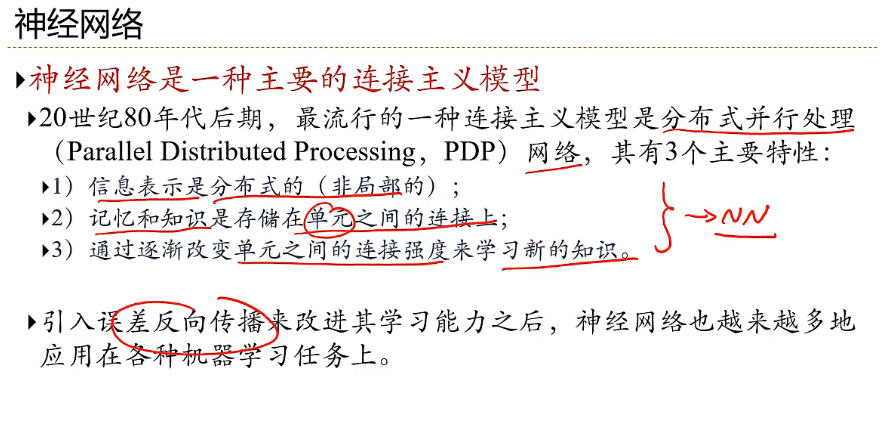 神经网络
神经网络是一种主要的连接主义模型
20世纪80年代后期，最流行的一种连接主义模型是分布式并行处理
（Parallel Distributed Processing，PDP）网络，其有3个主要特性：
1）信息表示是分布式的（非局部的）；
2）记忆和知识是存储在单元之间的连接上；
3）通过逐渐改变单元之间的连接强度来学习新的知识。
→NN
引入误差反向传播来改进其学习能力之后，神经网络也越来越多地
应用在各种机器学习任务上。